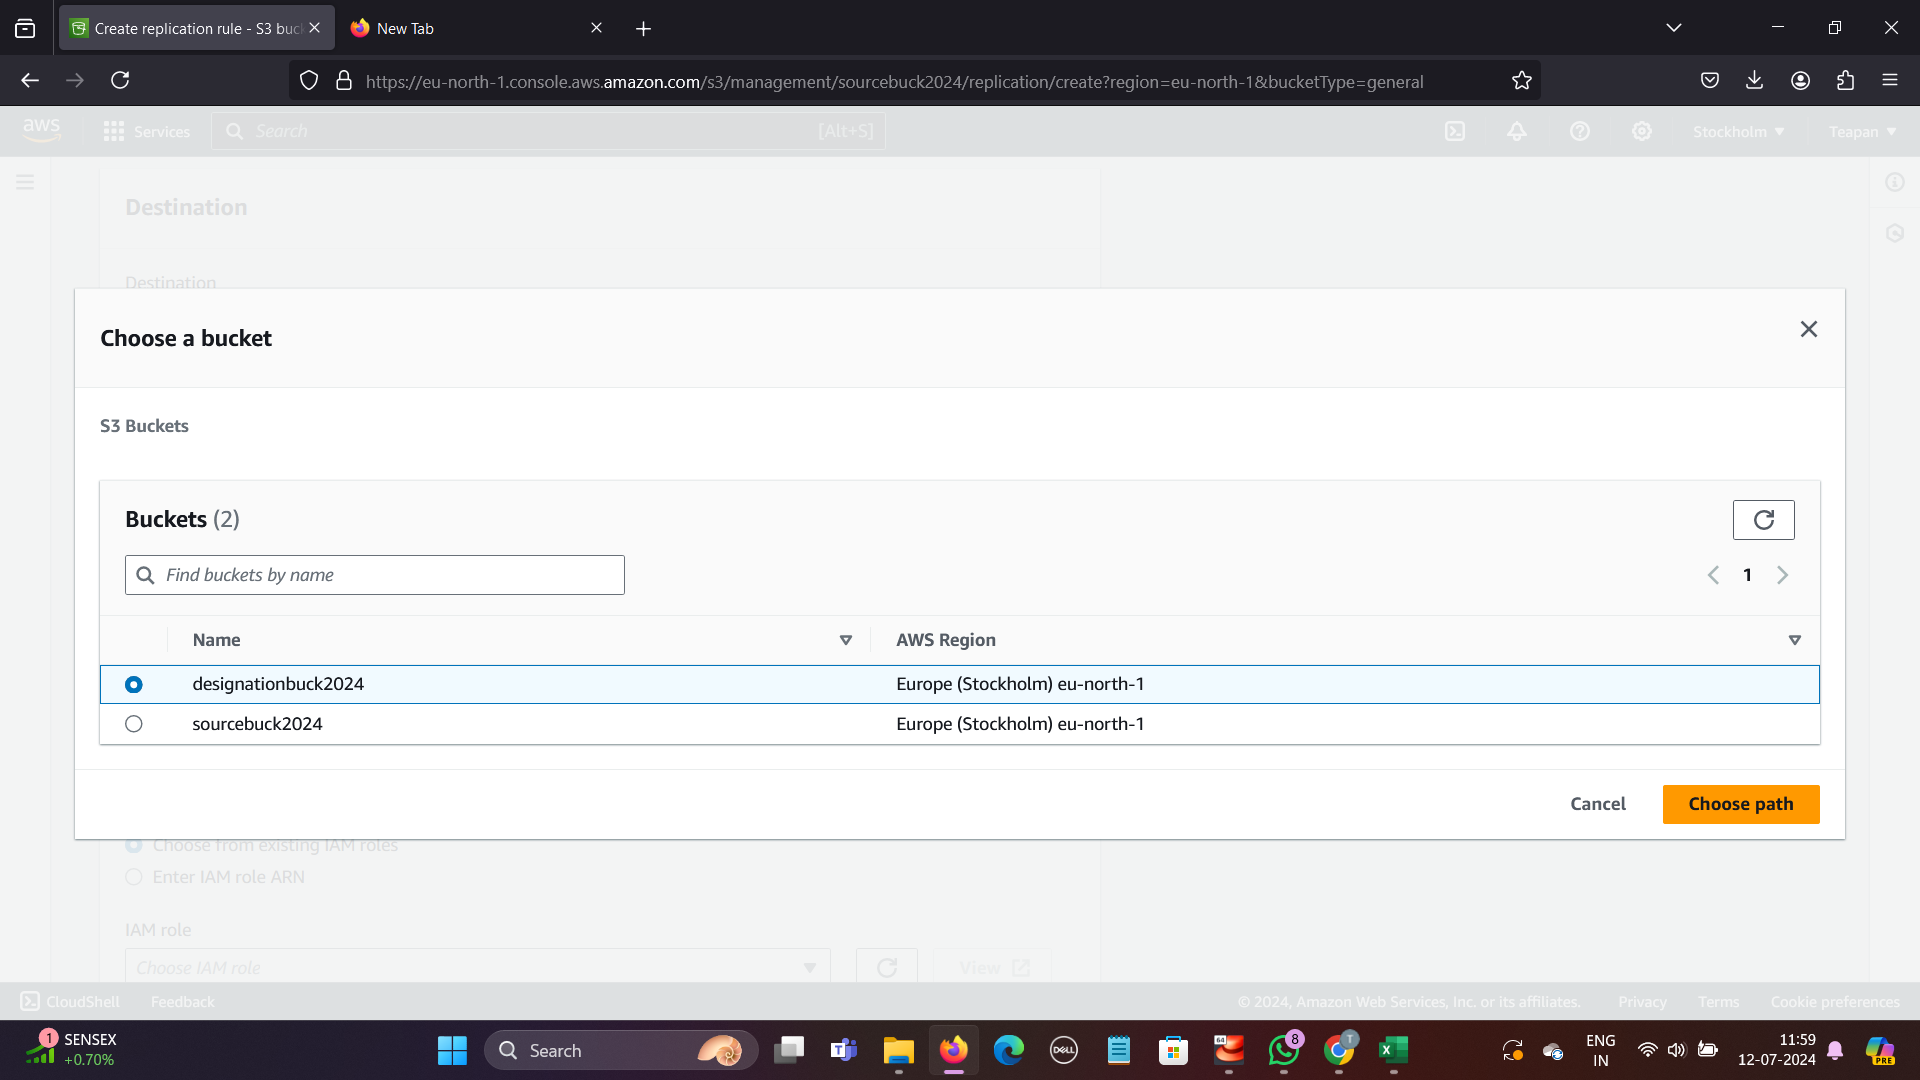 Create replication rule - S3 buck
New Tab
https://eu-north-1.console.aws.amazon.com/s3/management/sourcebuck2024/replication/create?region=eu-north-1&bucketType=general
aws
Services
Search
[Alt+S]
Stockholm
Teapan
Destination
Destination
Choose a bucket
S3 Buckets
Buckets (2)
Find buckets by name
1
Name
AWS Region
designationbuck2024
Europe (Stockholm) eu-north-1
sourcebuck2024
Europe (Stockholm) eu-north-1
Cancel
Choose path
Choose from existing IAM roles
Enter IAM role ARN
IAM role
Choose IAM role
View
CloudShell
Feedback
© 2024, Amazon Web Services, Inc. or its affiliates.
Privacy
Terms
Cookie preferences
1
SENSEX
+0.70%
Search
DELL
64
8
T
ENG
IN
11:59
12-07-2024
PRE